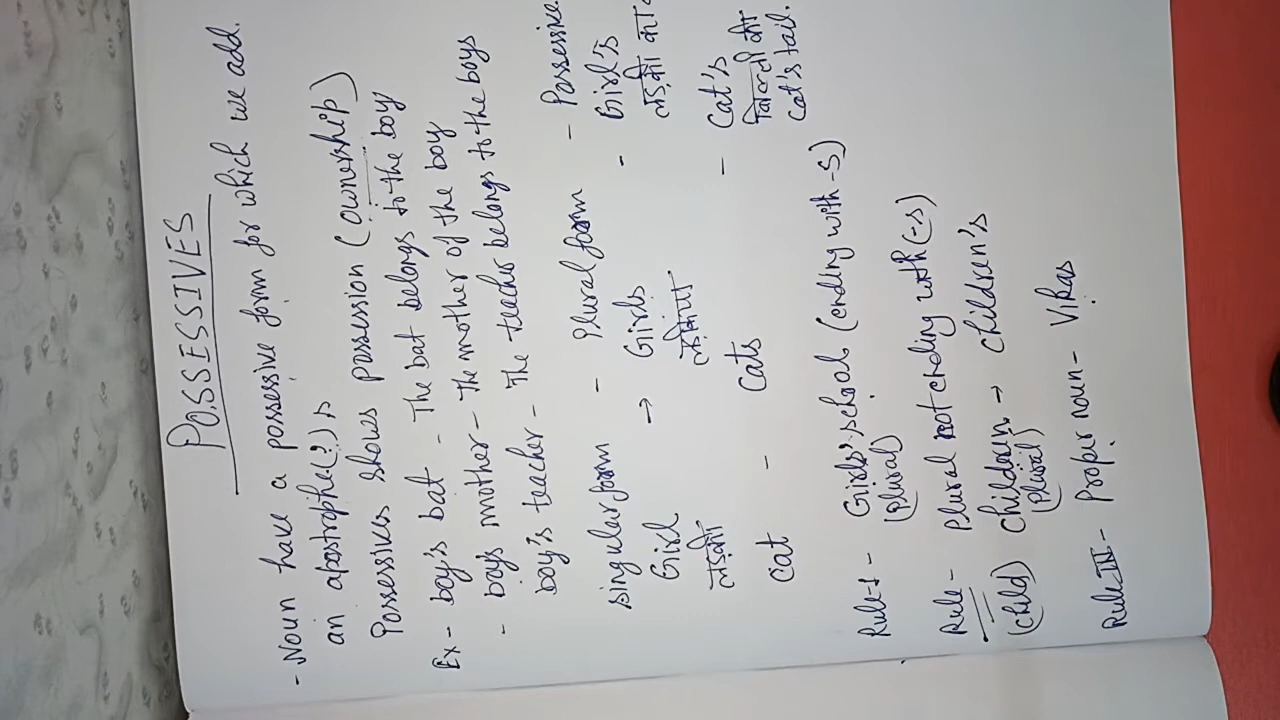 POSSESSIVES
- Noun have a possessive form for which we add
an apostrophe(') s
Possessives shows possession (ownership)
Ex - boy's bat - The bat belongs to the boy
- boy's mother - The mother of the boy
boy's teacher - The teacher belongs to the boys
singular form - Plural form - Possessive
Girl → Girls - Girl's
लड़की लड़कियां लड़की का
Cat - Cats - Cat's
बिल्ली की
Cat's tail.
Rule-1 - Girls' school (ending with -s)
(Plural)
Rule - Plural not ending with (-s)
(child) children → children's
(Plural)
Rule III - Proper noun - Vikas